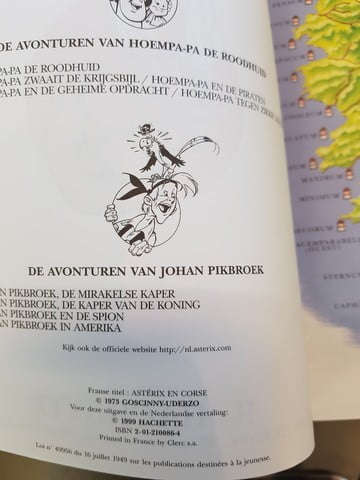 DE AVONTUREN VAN HOEMPA-PA DE ROODHUID
PA-PA DE ROODHUID
PA-PA ZWAAIT DE KRIJGSBIJL / HOEMPA-PA EN DE PIRATEN
PA-PA EN DE GEHEIME OPDRACHT / HOEMPA-PA TEGEN
DE AVONTUREN VAN JOHAN PIKBROEK
N PIKBROEK, DE MIRAKELSE KAPER
N PIKBROEK, DE KAPER VAN DE KONING
N PIKBROEK EN DE SPION
AN PIKBROEK IN AMERIKA
Kijk ook de officiele website http://nl.asterix.com
Franse titel : ASTÉRIX EN CORSE
© 1973 GOSCINNY-UDERZO
Voor deze uitgave en de Nederlandse vertaling:
© 1999 HACHETTE
ISBN 2-01-210086-4
Printed in France by Clerc s.a.
Loi n° 49956 du 16 juillet 1949 sur les publications destinées à la jeunesse.
MAXIMUM
MINIMUM